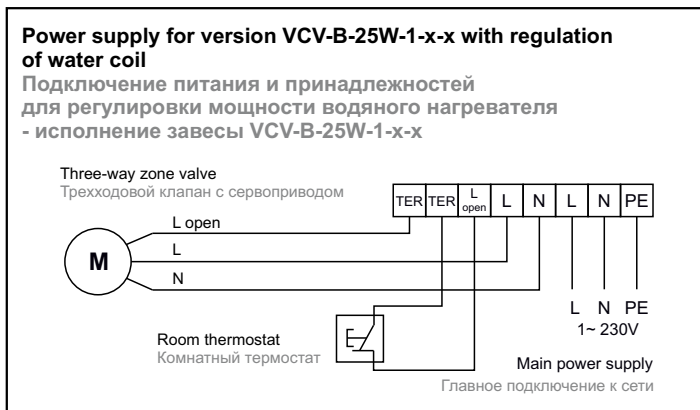 Power supply for version VCV-B-25W-1-x-x with regulation
of water coil
Подключение питания и принадлежностей
для регулировки мощности водяного нагревателя
- исполнение завесы VCV-B-25W-1-x-x
Three-way zone valve
Трехходовой клапан с сервоприводом
TER TER L open L N L N PE
L open
L
N
M
L N PE
1~ 230V
Room thermostat
Комнатный термостат
Main power supply
Главное подключение к сети